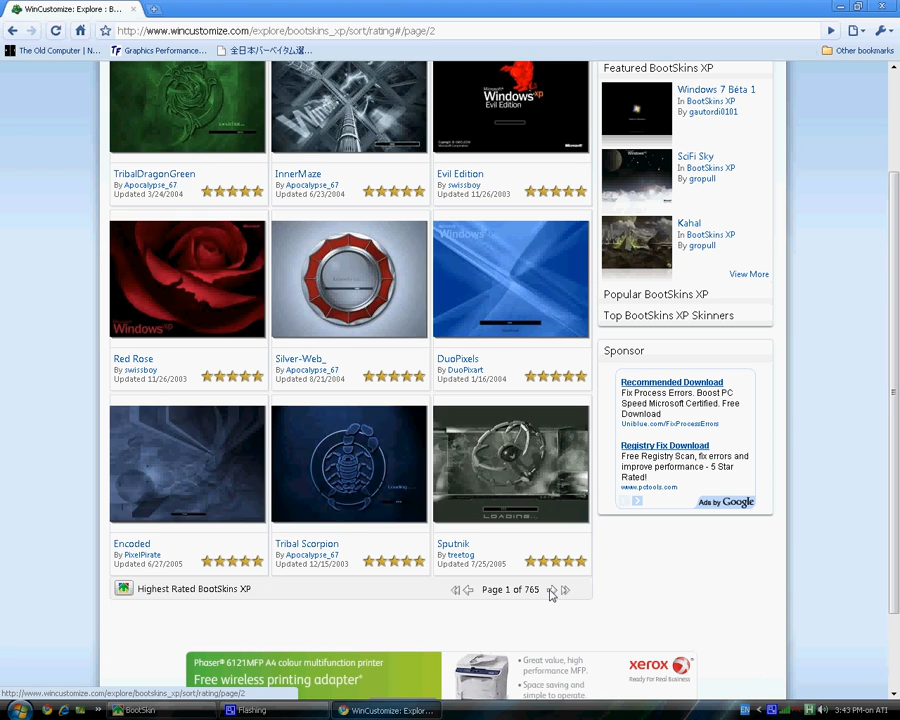 WinCustomize: Explore : B...
http://www.wincustomize.com/explore/bootskins_xp/sort/rating#/page/2
The Old Computer | N...
Graphics Performance...
全日本バーベイタム選...
Other bookmarks
Microsoft
Windows xp
Evil Edition
Microsoft
TribalDragonGreen
By Apocalypse_67
Updated 3/24/2004
InnerMaze
By Apocalypse_67
Updated 6/23/2004
Evil Edition
By swissboy
Updated 11/26/2003
Windows xp
Windows
Red Rose
By swissboy
Updated 11/26/2003
Silver-Web_
By Apocalypse_67
Updated 8/21/2004
DuoPixels
By DuoPixart
Updated 1/16/2004
Loading...
LOADING...
Encoded
By PixelPirate
Updated 6/27/2005
Tribal Scorpion
By Apocalypse_67
Updated 12/15/2003
Sputnik
By treetog
Updated 7/25/2005
Highest Rated BootSkins XP
Page 1 of 765
Featured BootSkins XP
Windows 7 Béta 1
In BootSkins XP
By gautordi0101
SciFi Sky
In BootSkins XP
By gropull
Kahal
In BootSkins XP
By gropull
View More
Popular BootSkins XP
Top BootSkins XP Skinners
Sponsor
Recommended Download
Fix Process Errors. Boost PC
Speed Microsoft Certified. Free
Download
Uniblue.com/FixProcessErrors
Registry Fix Download
Free Registry Scan, fix errors and
improve performance - 5 Star
Rated!
www.pctools.com
Ads by Google
Phaser® 6121MFP A4 colour multifunction printer
Free wireless printing adapter*
• Great value, high
performance MFP.
• Space saving and
simple to operate.
xerox
Ready For Real Business
http://www.wincustomize.com/explore/bootskins_xp/sort/rating/page/2
BootSkin
Flashing
WinCustomize: Explor...
EN
3:43 PM-on ATI